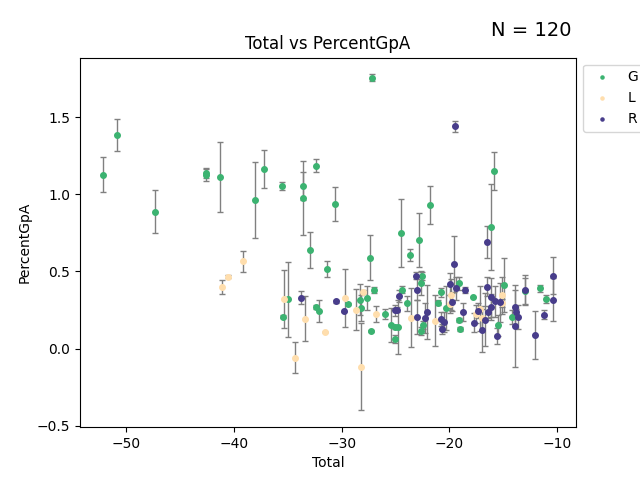 N = 120
Total vs PercentGpA
G
L
R
PercentGpA
1.5
1.0
0.5
0.0
−0.5
−50
−40
−30
−20
−10
Total